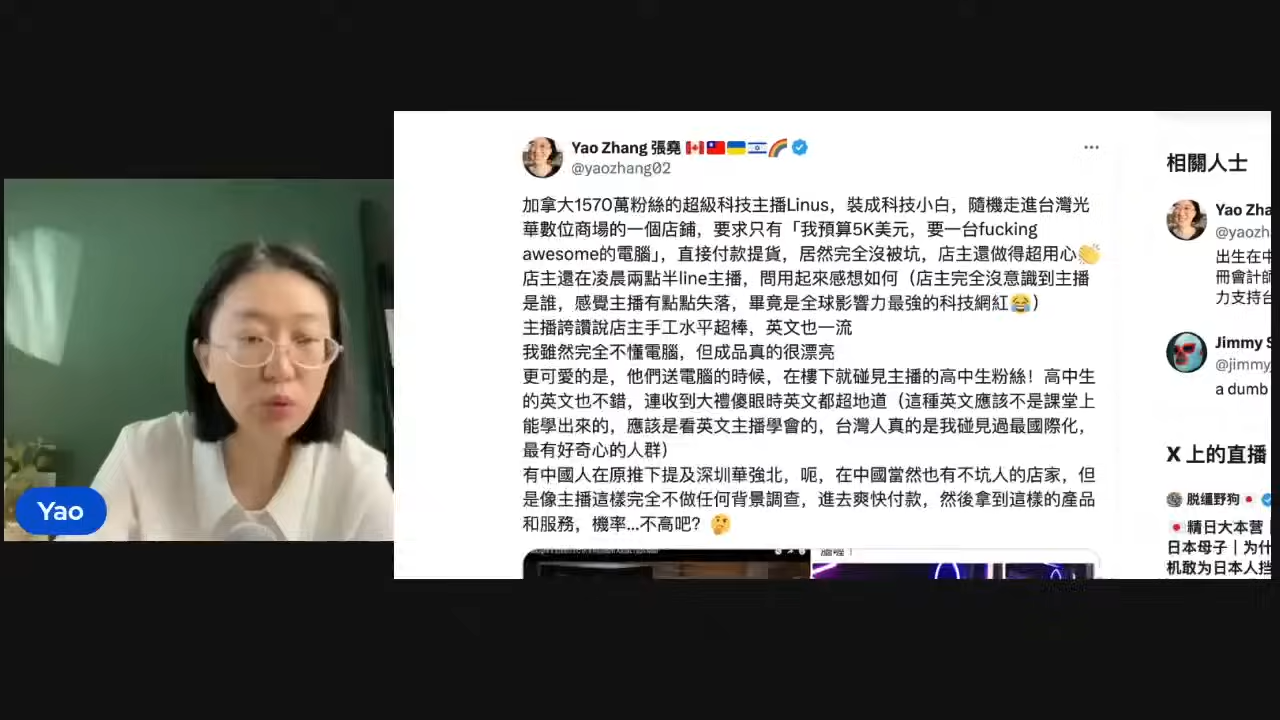 Yao
Yao Zhang 張堯 🇨🇦🇹🇼🇺🇦🇮🇱🌈
@yaozhang02
加拿大1570萬粉絲的超級科技主播Linus，裝成科技小白，隨機走進台灣光
華數位商場的一個店鋪，要求只有「我預算5K美元，要一台fucking
awesome的電腦」，直接付款提貨，居然完全沒被坑，店主還做得超用心👏
店主還在凌晨兩點半line主播，問用起來感想如何（店主完全沒意識到主播
是誰，感覺主播有點點失落，畢竟是全球影響力最強的科技網紅😂）
主播誇讚說店主手工水平超棒，英文也一流
我雖然完全不懂電腦，但成品真的很漂亮
更可愛的是，他們送電腦的時候，在樓下就碰見主播的高中生粉絲！高中生
的英文也不錯，連收到大禮傻眼時英文都超地道（這種英文應該不是課堂上
能學出來的，應該是看英文主播學會的，台灣人真的是我碰見過最國際化，
最有好奇心的人群）
有中國人在原推下提及深圳華強北，呃，在中國當然也有不坑人的店家，但
是像主播這樣完全不做任何背景調查，進去爽快付款，然後拿到這樣的產品
和服務，機率...不高吧？🤔
相關人士
Yao Zha
@yaozh
出生在中
冊會計師
力支持台
Jimmy S
@jimmy
a dumb
X 上的直播
脱缰野狗🇯🇵
🇯🇵精日大本营｜
日本母子｜为什
机敢为日本人挡